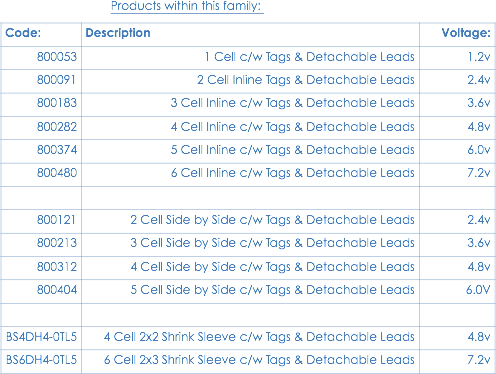 Products within this family:
Code: Description Voltage:
800053 1 Cell c/w Tags & Detachable Leads 1.2v
800091 2 Cell Inline Tags & Detachable Leads 2.4v
800183 3 Cell Inline c/w Tags & Detachable Leads 3.6v
800282 4 Cell Inline c/w Tags & Detachable Leads 4.8v
800374 5 Cell Inline c/w Tags & Detachable Leads 6.0v
800480 6 Cell Inline c/w Tags & Detachable Leads 7.2v
800121 2 Cell Side by Side c/w Tags & Detachable Leads 2.4v
800213 3 Cell Side by Side c/w Tags & Detachable Leads 3.6v
800312 4 Cell Side by Side c/w Tags & Detachable Leads 4.8v
800404 5 Cell Side by Side c/w Tags & Detachable Leads 6.0V
BS4DH4-0TL5 4 Cell 2x2 Shrink Sleeve c/w Tags & Detachable Leads 4.8v
BS6DH4-0TL5 6 Cell 2x3 Shrink Sleeve c/w Tags & Detachable Leads 7.2v